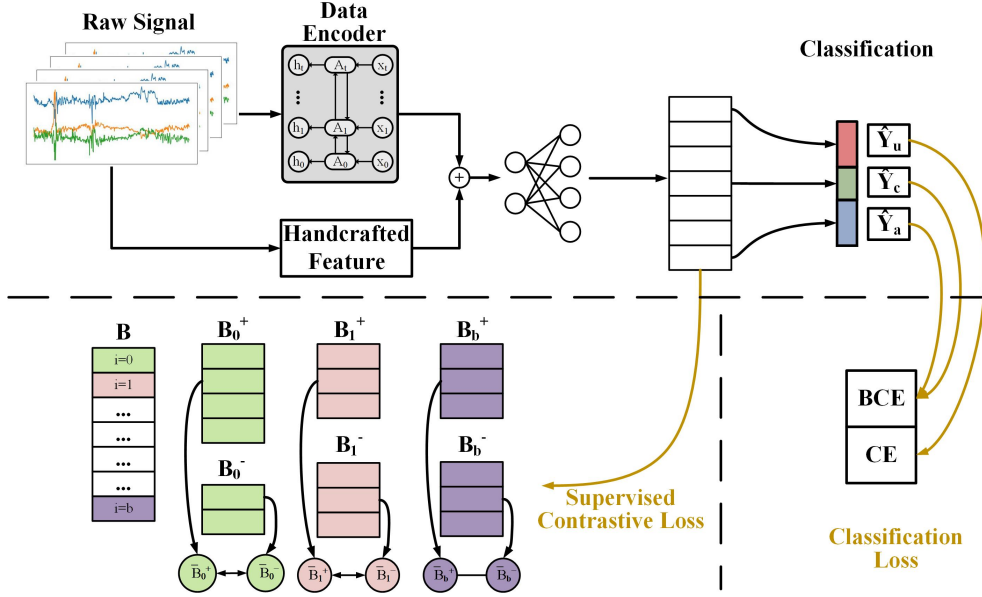 Raw Signal
Data
Encoder
Classification
h_t A_t x_t
... ...
h_1 A_1 x_1
h_0 A_0 x_0
+
Handcrafted
Feature
Ŷ_u
Ŷ_c
Ŷ_a
B B_0^+ B_1^+ B_b^+
i=0
i=1
...
...
...
...
i=b
B_0^- B_1^- B_b^-
B̄_0^+ B̄_0^- B̄_1^+ B̄_1^- B̄_b^+ B̄_b^-
Supervised
Contrastive Loss
BCE
CE
Classification
Loss